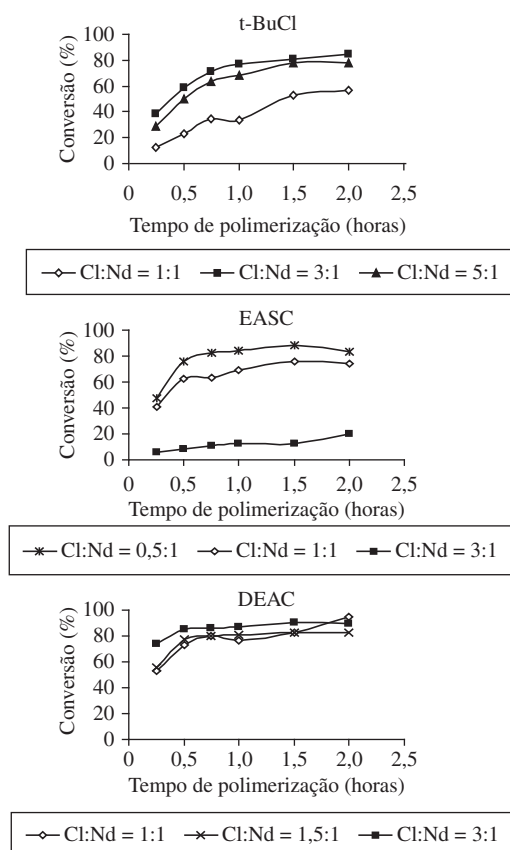 t-BuCl
Conversão (%)
100
80
60
40
20
0
0 0,5 1,0 1,5 2,0 2,5
Tempo de polimerização (horas)
Cl:Nd = 1:1 Cl:Nd = 3:1 Cl:Nd = 5:1
EASC
Conversão (%)
100
80
60
40
20
0
0 0,5 1,0 1,5 2,0 2,5
Tempo de polimerização (horas)
Cl:Nd = 0,5:1 Cl:Nd = 1:1 Cl:Nd = 3:1
DEAC
Conversão (%)
100
80
60
40
20
0
0 0,5 1,0 1,5 2,0 2,5
Tempo de polimerização (horas)
Cl:Nd = 1:1 Cl:Nd = 1,5:1 Cl:Nd = 3:1